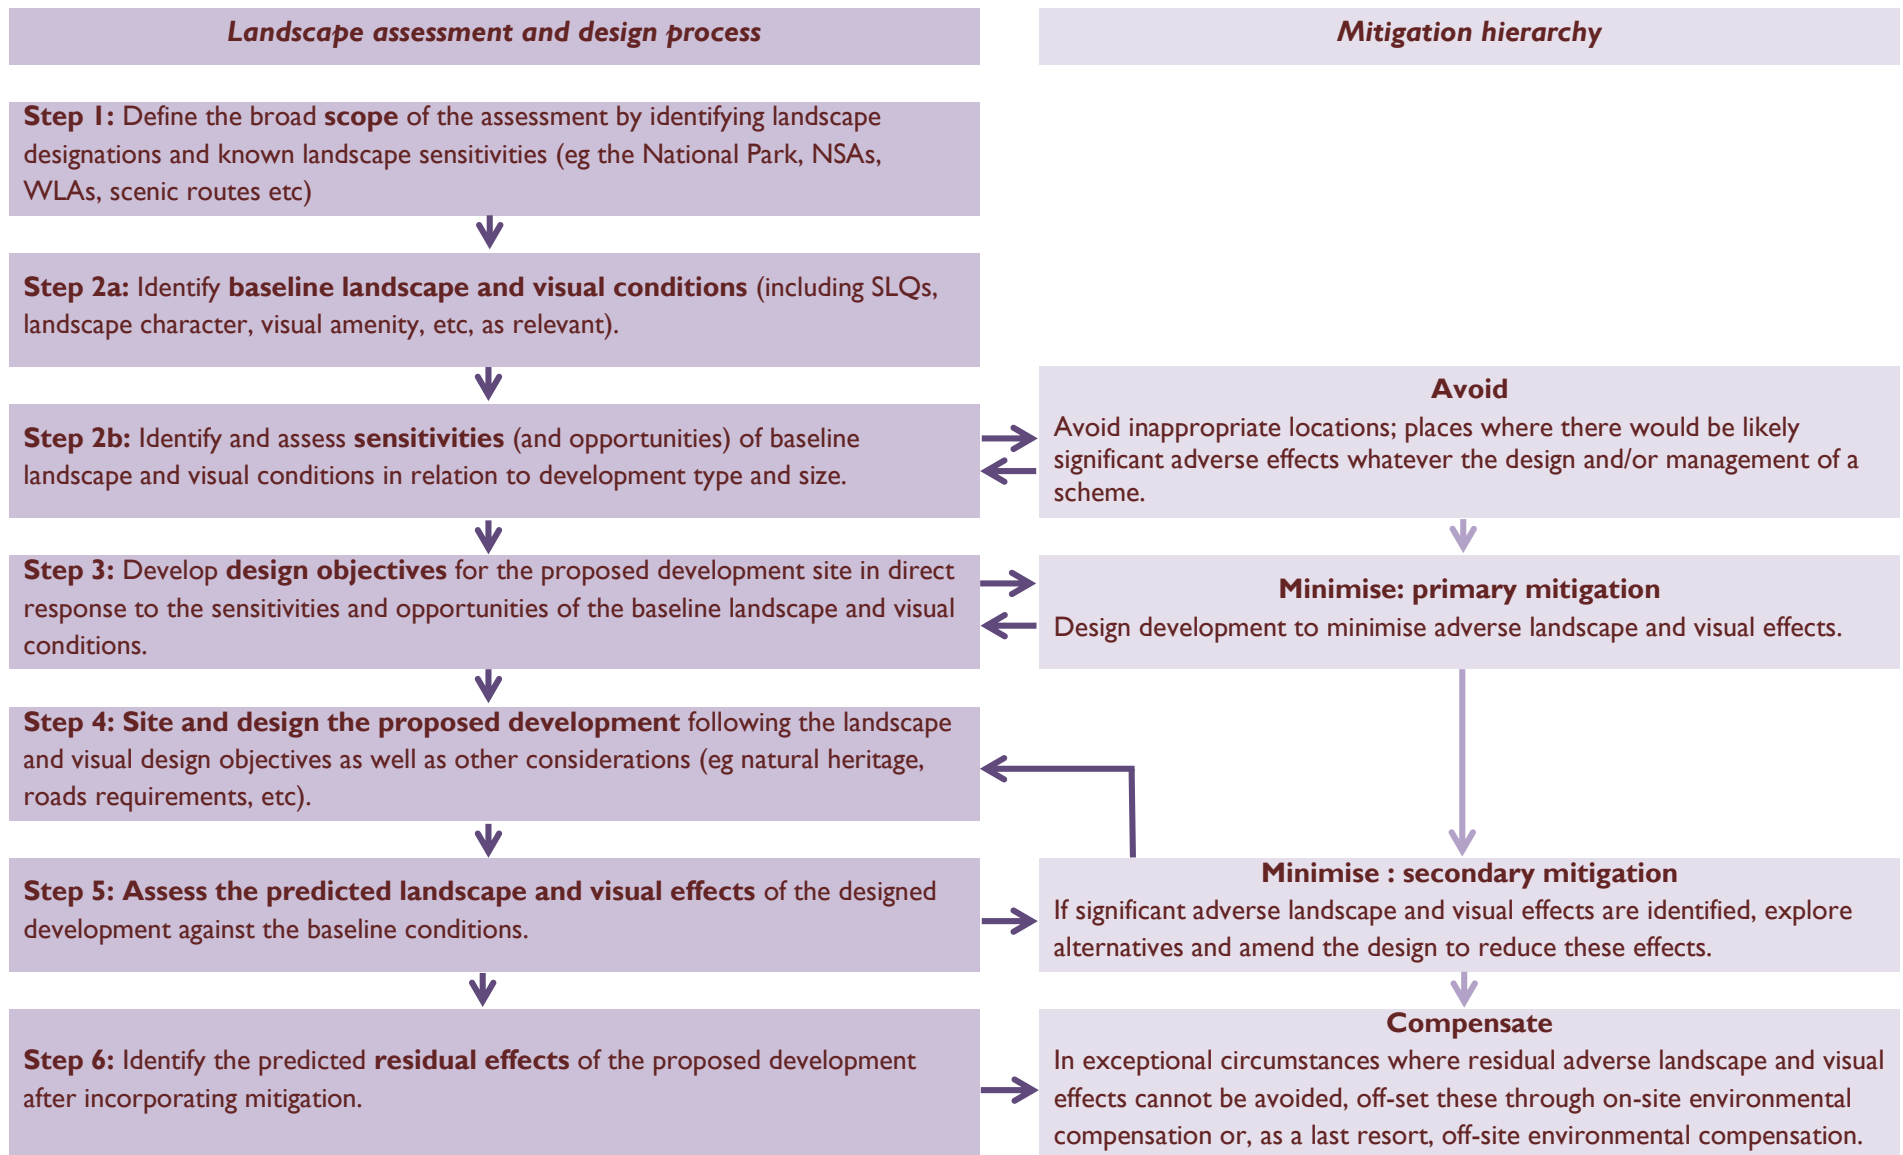 Landscape assessment and design process
Mitigation hierarchy
Step 1: Define the broad scope of the assessment by identifying landscape
designations and known landscape sensitivities (eg the National Park, NSAs,
WLAs, scenic routes etc)
Step 2a: Identify baseline landscape and visual conditions (including SLQs,
landscape character, visual amenity, etc, as relevant).
Step 2b: Identify and assess sensitivities (and opportunities) of baseline
landscape and visual conditions in relation to development type and size.
Avoid
Avoid inappropriate locations; places where there would be likely
significant adverse effects whatever the design and/or management of a
scheme.
Step 3: Develop design objectives for the proposed development site in direct
response to the sensitivities and opportunities of the baseline landscape and visual
conditions.
Minimise: primary mitigation
Design development to minimise adverse landscape and visual effects.
Step 4: Site and design the proposed development following the landscape
and visual design objectives as well as other considerations (eg natural heritage,
roads requirements, etc).
Step 5: Assess the predicted landscape and visual effects of the designed
development against the baseline conditions.
Minimise : secondary mitigation
If significant adverse landscape and visual effects are identified, explore
alternatives and amend the design to reduce these effects.
Step 6: Identify the predicted residual effects of the proposed development
after incorporating mitigation.
Compensate
In exceptional circumstances where residual adverse landscape and visual
effects cannot be avoided, off-set these through on-site environmental
compensation or, as a last resort, off-site environmental compensation.